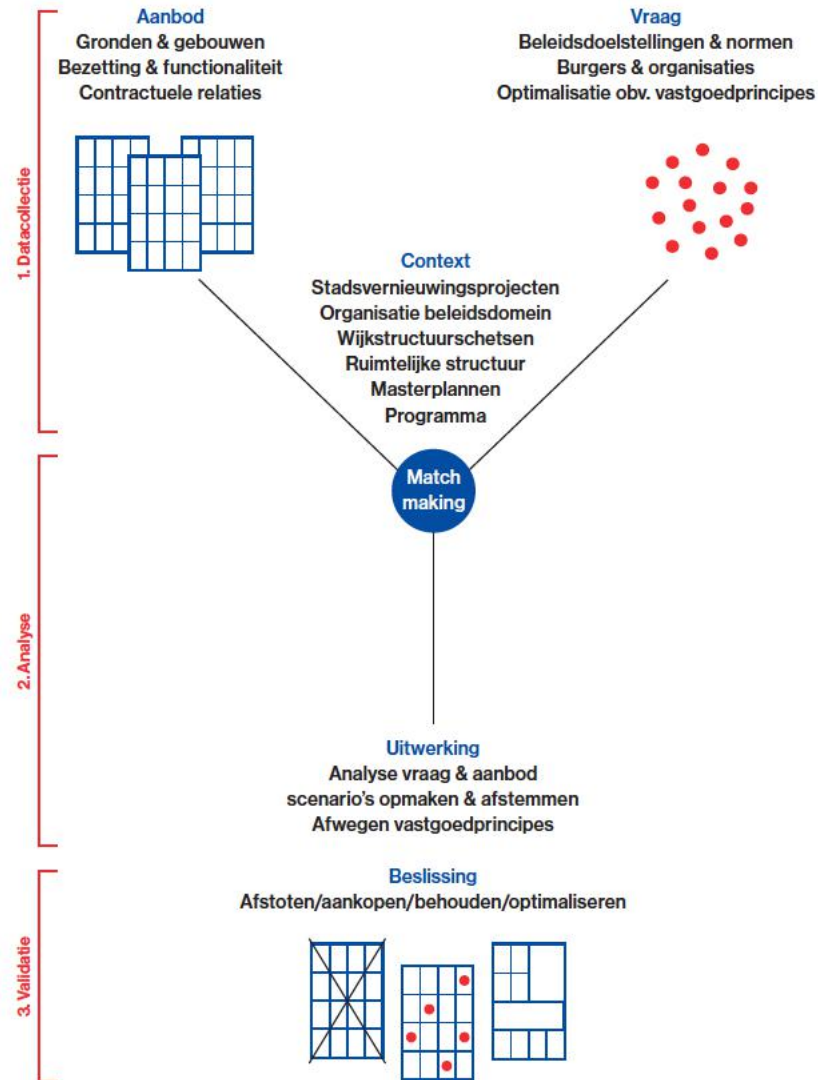 Aanbod
Gronden & gebouwen
Bezetting & functionaliteit
Contractuele relaties
Vraag
Beleidsdoelstellingen & normen
Burgers & organisaties
Optimalisatie obv. vastgoedprincipes
1. Datacollectie
Context
Stadsvernieuwingsprojecten
Organisatie beleidsdomein
Wijkstructuurschetsen
Ruimtelijke structuur
Masterplannen
Programma
Match
making
2. Analyse
Uitwerking
Analyse vraag & aanbod
scenario's opmaken & afstemmen
Afwegen vastgoedprincipes
3. Validatie
Beslissing
Afstoten/aankopen/behouden/optimaliseren